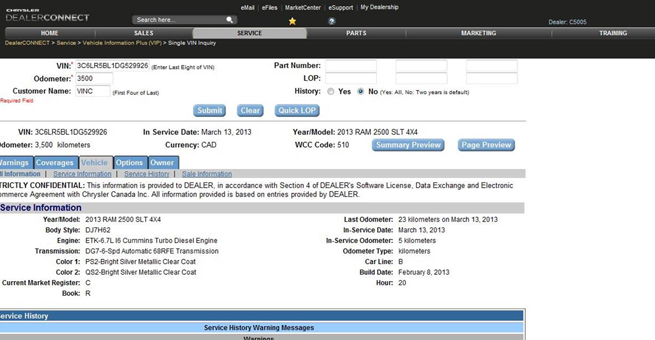 CHRYSLER
DEALERCONNECT
Search here...
eMail | eFiles | MarketCenter | eSupport | My Dealership
Dealer: C5005
HOME SALES SERVICE PARTS MARKETING TRAINING
DealerCONNECT > Service > Vehicle Information Plus (VIP) > Single VIN Inquiry
VIN:* 3C6LR5BL1DG529926 (Enter Last Eight of VIN) Part Number:
Odometer:* 3500 LOP:
Customer Name: VINC (First Four of Last) History: Yes No (Yes: All, No: Two years is default)
Required Field
Submit Clear Quick LOP
VIN: 3C6LR5BL1DG529926 In Service Date: March 13, 2013 Year/Model: 2013 RAM 2500 SLT 4X4
dometer: 3,500 kilometers Currency: CAD WCC Code: 510 Summary Preview Page Preview
arnings Coverages Vehicle Options Owner
ll Information | Service Information | Service History | Sale Information
TRICTLY CONFIDENTIAL: This information is provided to DEALER, in accordance with Section 4 of DEALER's Software License, Data Exchange and Electronic
ommerce Agreement with Chrysler Canada Inc. All information provided is based on entries provided by DEALER.
Service Information
Year/Model: 2013 RAM 2500 SLT 4X4 Last Odometer: 23 kilometers on March 13, 2013
Body Style: DJ7H62 In-Service Date: March 13, 2013
Engine: ETK-6.7L I6 Cummins Turbo Diesel Engine In-Service Odometer: 5 kilometers
Transmission: DG7-6-Spd Automatic 68RFE Transmission Odometer Type: kilometers
Color 1: PS2-Bright Silver Metallic Clear Coat Car Line: B
Color 2: QS2-Bright Silver Metallic Clear Coat Build Date: February 8, 2013
Current Market Register: C Hour: 20
Book: R
ervice History
Service History Warning Messages
Warnings